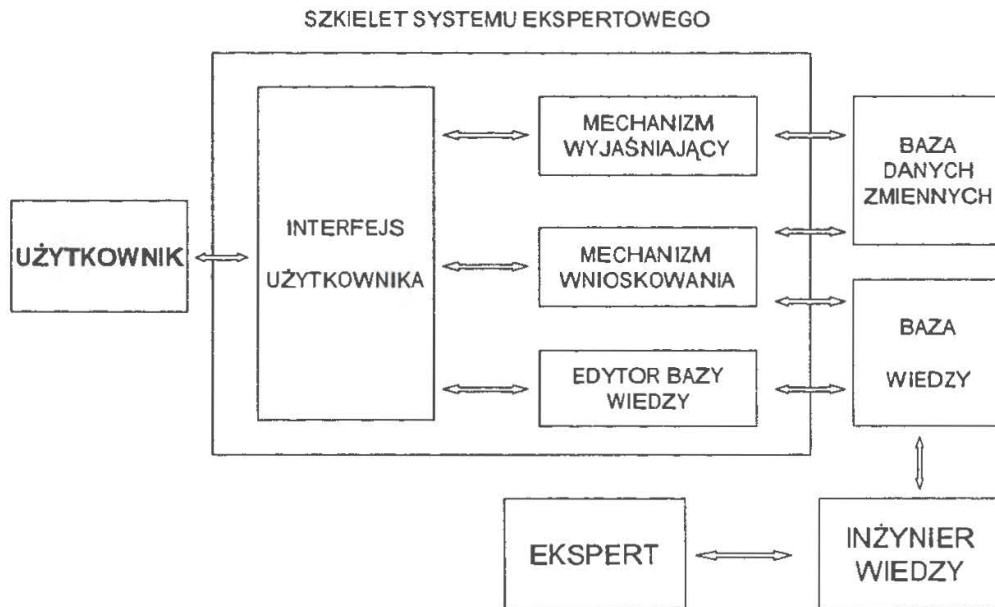 SZKIELET SYSTEMU EKSPERTOWEGO
UŻYTKOWNIK
INTERFEJS
UŻYTKOWNIKA
MECHANIZM
WYJAŚNIAJĄCY
MECHANIZM
WNIOSKOWANIA
EDYTOR BAZY
WIEDZY
BAZA
DANYCH
ZMIENNYCH
BAZA
WIEDZY
EKSPERT
INŻYNIER
WIEDZY